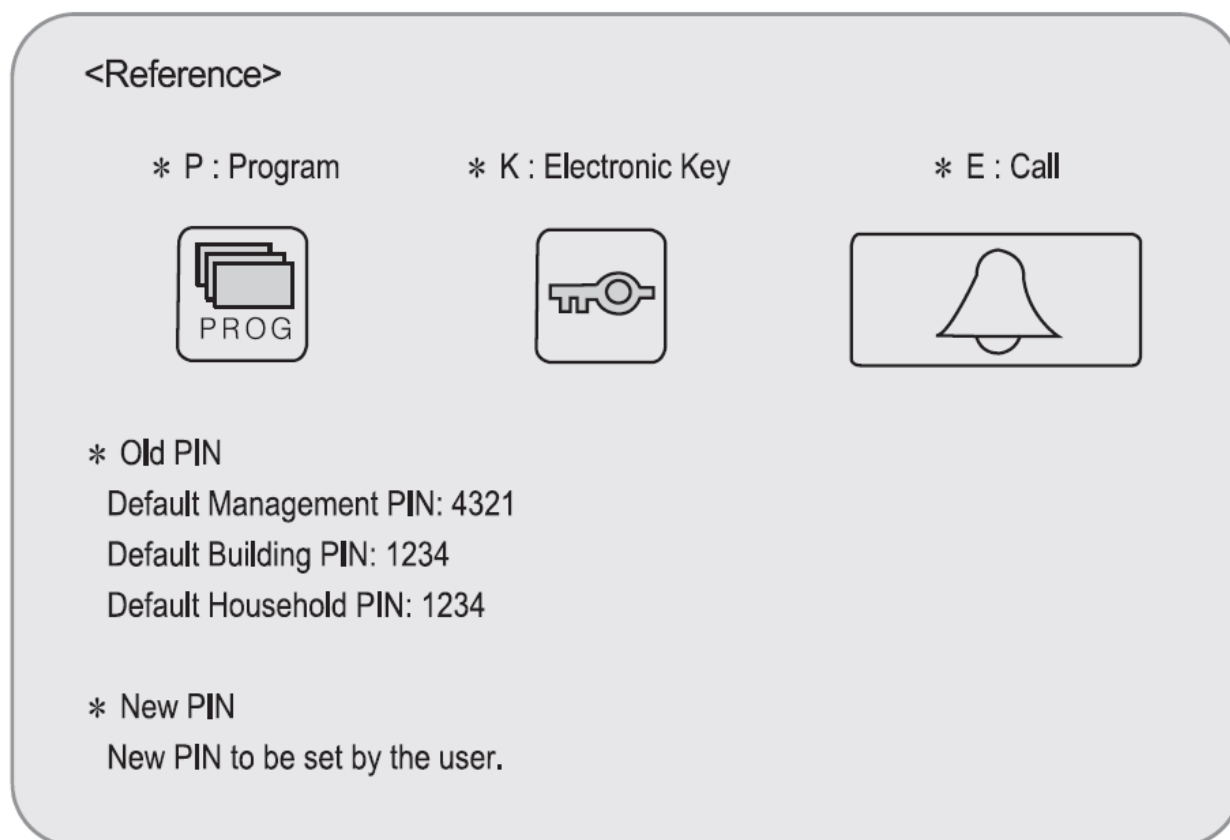 <Reference>
* P : Program * K : Electronic Key * E : Call
PROG
* Old PIN
Default Management PIN: 4321
Default Building PIN: 1234
Default Household PIN: 1234
* New PIN
New PIN to be set by the user.